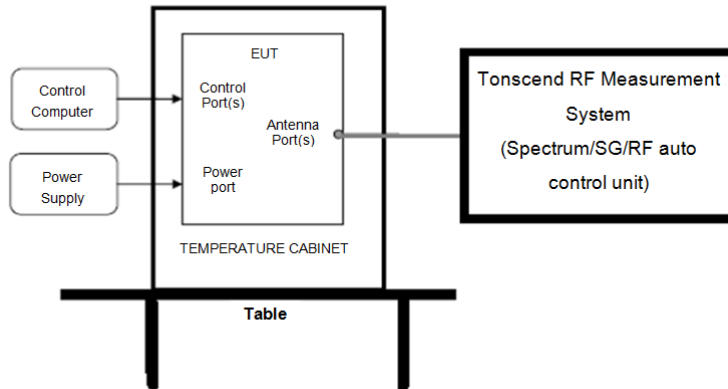 EUT
Control
Computer
Control
Port(s)
Antenna
Port(s)
Power
Supply
Power
port
TEMPERATURE CABINET
Table
Tonscend RF Measurement
System
(Spectrum/SG/RF auto
control unit)